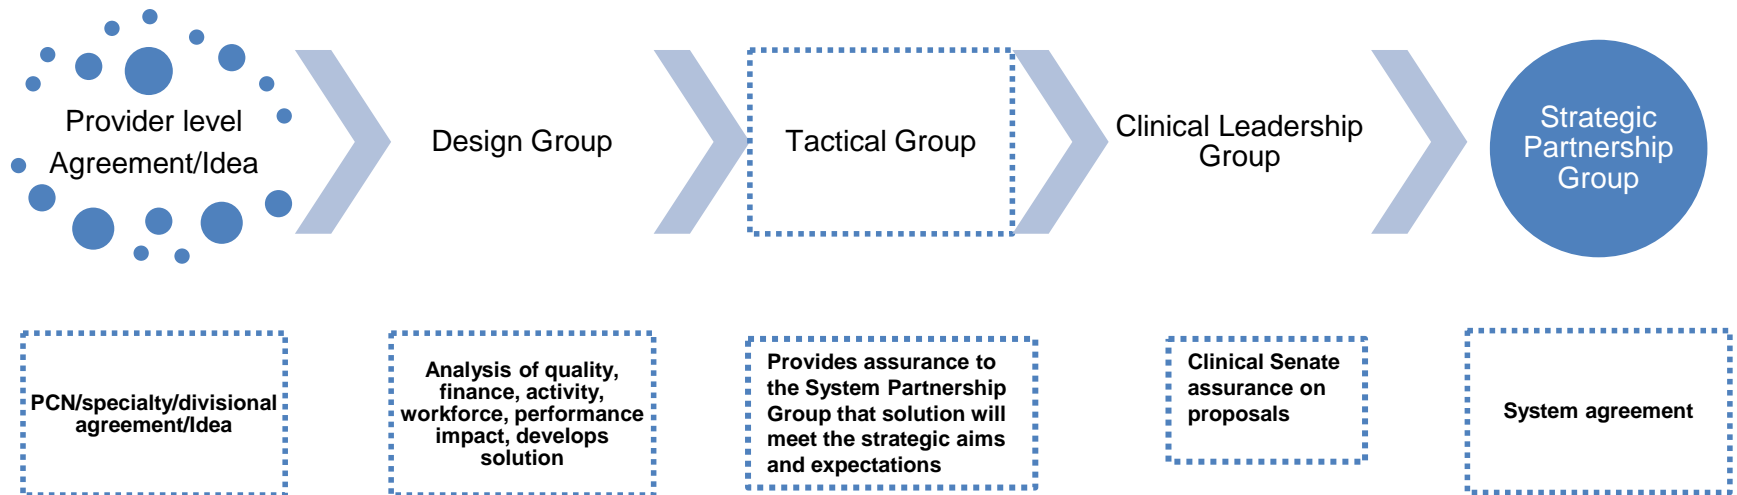 Provider level
Agreement/Idea
Design Group
Tactical Group
Clinical Leadership
Group
Strategic
Partnership
Group
PCN/specialty/divisional
agreement/Idea
Analysis of quality,
finance, activity,
workforce, performance
impact, develops
solution
Provides assurance to
the System Partnership
Group that solution will
meet the strategic aims
and expectations
Clinical Senate
assurance on
proposals
System agreement